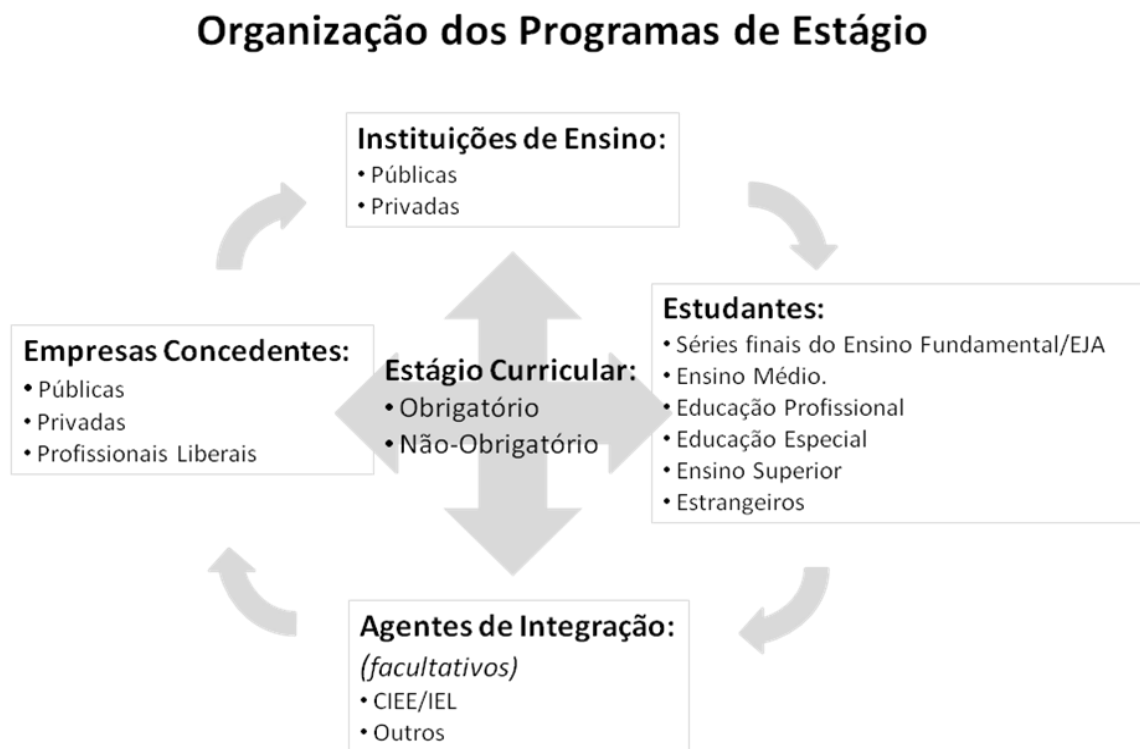 Organização dos Programas de Estágio
Instituições de Ensino:
• Públicas
• Privadas
Estudantes:
• Séries finais do Ensino Fundamental/EJA
• Ensino Médio.
• Educação Profissional
• Educação Especial
• Ensino Superior
• Estrangeiros
Empresas Concedentes:
• Públicas
• Privadas
• Profissionais Liberais
Estágio Curricular:
• Obrigatório
• Não-Obrigatório
Agentes de Integração:
(facultativos)
• CIEE/IEL
• Outros